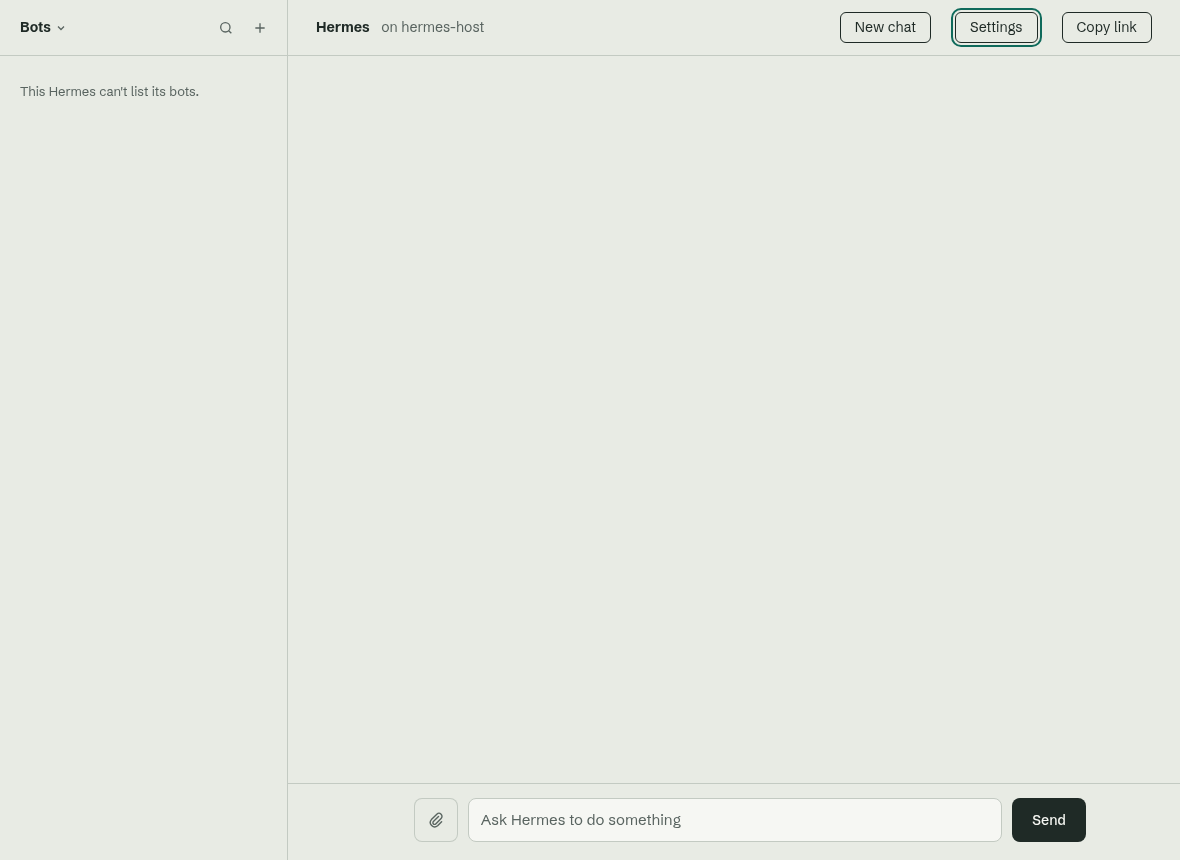 Bots
Hermes on hermes-host
New chat
Settings
Copy link
This Hermes can't list its bots.
Ask Hermes to do something
Send